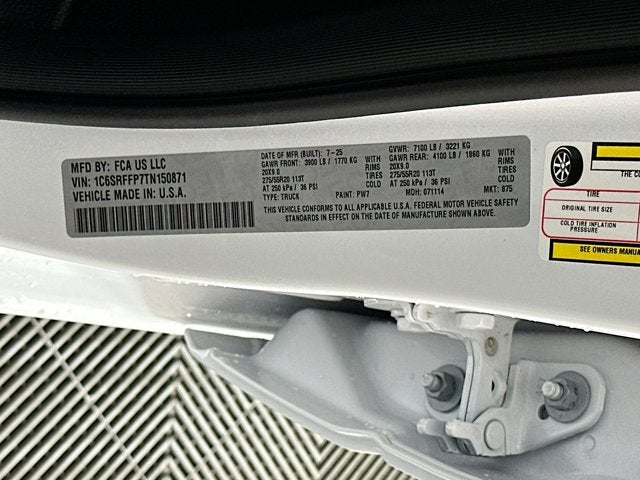 MFD BY: FCA US LLC
VIN: 1C6SRFFP7TN150871
VEHICLE MADE IN: U.S.A.
DATE OF MFR (BUILT): 7-25
GAWR FRONT: 3900 LB / 1770 KG
20X9.0
275/55R20 113T
AT 250 kPa / 36 PSI
TYPE: TRUCK
WITH
TIRES
RIMS
COLD
PAINT: PW7
GVWR: 7100 LB / 3221 KG
GAWR REAR: 4100 LB / 1860 KG
20X9.0
275/55R20 113T
AT 250 kPa / 36 PSI
MDH: 071114
WITH
TIRES
RIMS
COLD
MKT: 875
THIS VEHICLE CONFORMS TO ALL APPLICABLE U.S.A. FEDERAL MOTOR VEHICLE SAFETY
STANDARDS IN EFFECT ON THE DATE OF MANUFACTURE SHOWN ABOVE.
THE CO
TIRE
ORIGINAL TIRE SIZE
COLD TIRE INFLATION
PRESSURE
SEE OWNERS MANUA